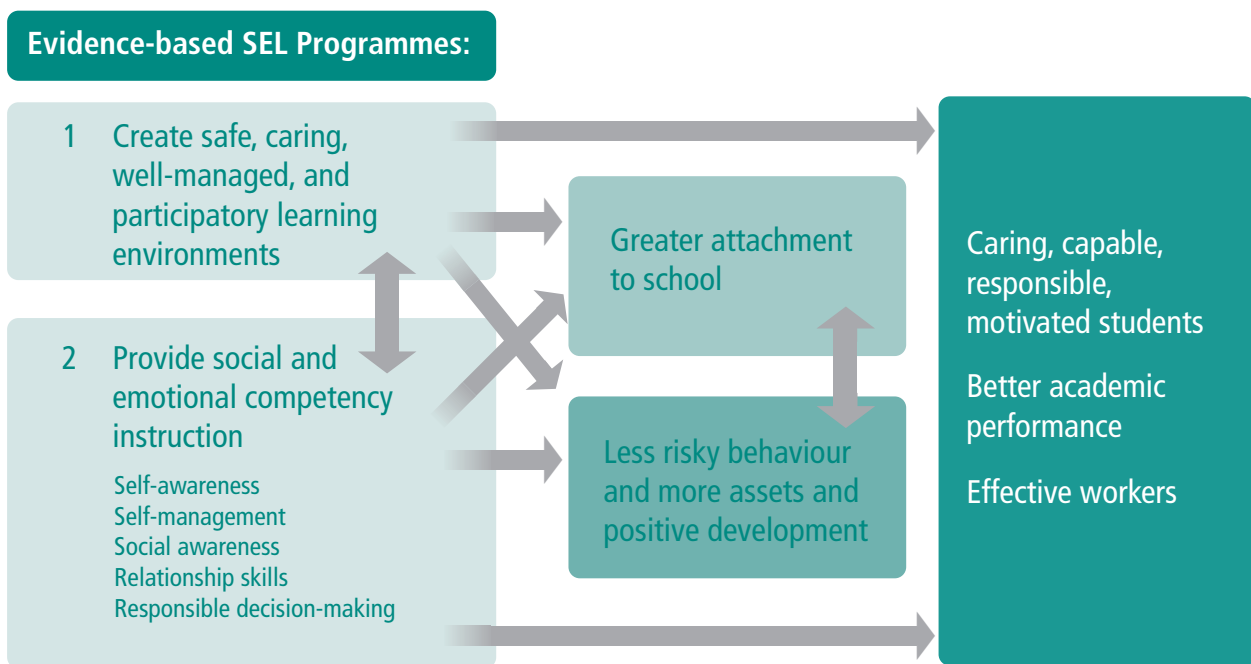 Evidence-based SEL Programmes:
1 Create safe, caring,
well-managed, and
participatory learning
environments
2 Provide social and
emotional competency
instruction
Self-awareness
Self-management
Social awareness
Relationship skills
Responsible decision-making
Greater attachment
to school
Less risky behaviour
and more assets and
positive development
Caring, capable,
responsible,
motivated students
Better academic
performance
Effective workers